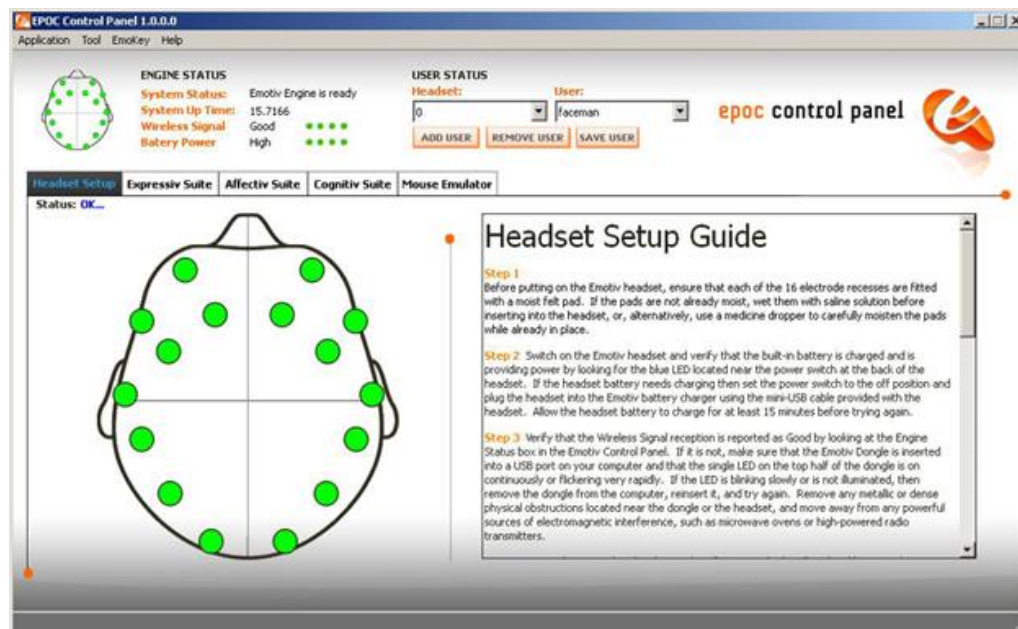 EPOC Control Panel 1.0.0.0
Application Tool EmoKey Help
ENGINE STATUS
System Status: Emotiv Engine is ready
System Up Time: 15.7166
Wireless Signal Good
Batery Power High
USER STATUS
Headset: User:
0 faceman
ADD USER REMOVE USER SAVE USER
epoc control panel
Headset Setup Expressiv Suite Affectiv Suite Cognitiv Suite Mouse Emulator
Status: OK...
Headset Setup Guide
Step 1
Before putting on the Emotiv headset, ensure that each of the 16 electrode recesses are fitted
with a moist felt pad. If the pads are not already moist, wet them with saline solution before
inserting into the headset, or, alternatively, use a medicine dropper to carefully moisten the pads
while already in place.
Step 2 Switch on the Emotiv headset and verify that the built-in battery is charged and is
providing power by looking for the blue LED located near the power switch at the back of the
headset. If the headset battery needs charging then set the power switch to the off position and
plug the headset into the Emotiv battery charger using the mini-USB cable provided with the
headset. Allow the headset battery to charge for at least 15 minutes before trying again.
Step 3 Verify that the Wireless Signal reception is reported as Good by looking at the Engine
Status box in the Emotiv Control Panel. If it is not, make sure that the Emotiv Dongle is inserted
into a USB port on your computer and that the single LED on the top half of the dongle is on
continuously or flickering very rapidly. If the LED is blinking slowly or is not illuminated, then
remove the dongle from the computer, reinsert it, and try again. Remove any metallic or dense
physical obstructions located near the dongle or the headset, and move away from any powerful
sources of electromagnetic interference, such as microwave ovens or high-powered radio
transmitters.